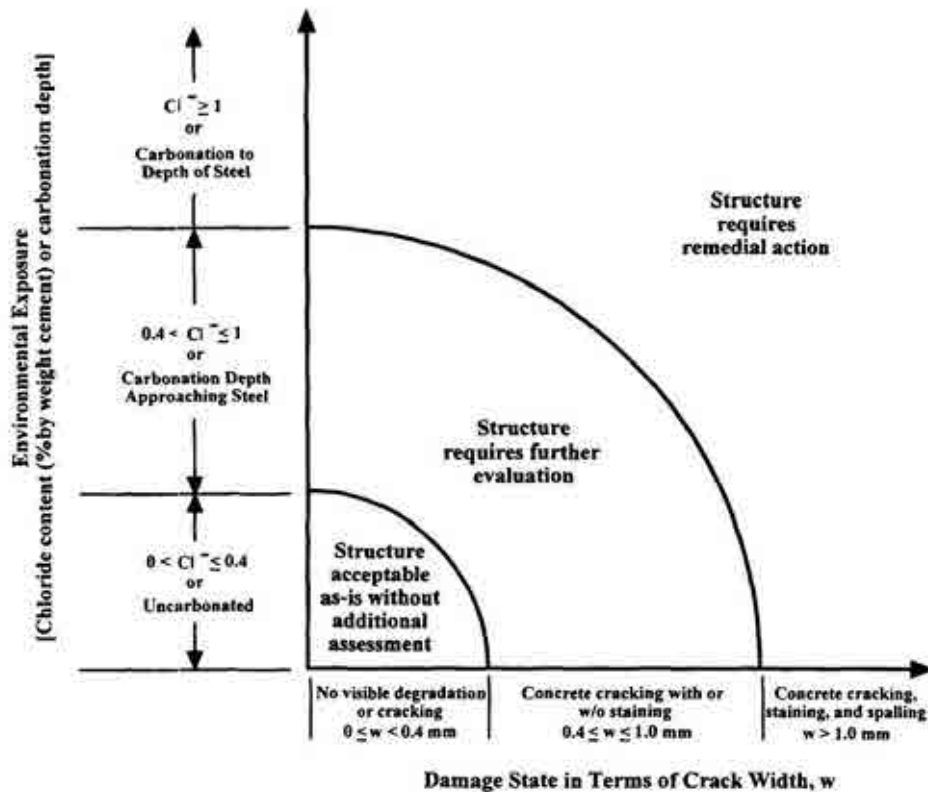 Environmental Exposure
[Chloride content (%by weight cement) or carbonation depth]
Cl⁻ ≥ 1
or
Carbonation to
Depth of Steel
0.4 < Cl⁻ ≤ 1
or
Carbonation Depth
Approaching Steel
0 < Cl⁻ ≤ 0.4
or
Uncarbonated
Structure
requires
remedial action
Structure
requires further
evaluation
Structure
acceptable
as-is without
additional
assessment
No visible degradation
or cracking
0 ≤ w < 0.4 mm
Concrete cracking with or
w/o staining
0.4 ≤ w ≤ 1.0 mm
Concrete cracking,
staining, and spalling
w > 1.0 mm
Damage State in Terms of Crack Width, w